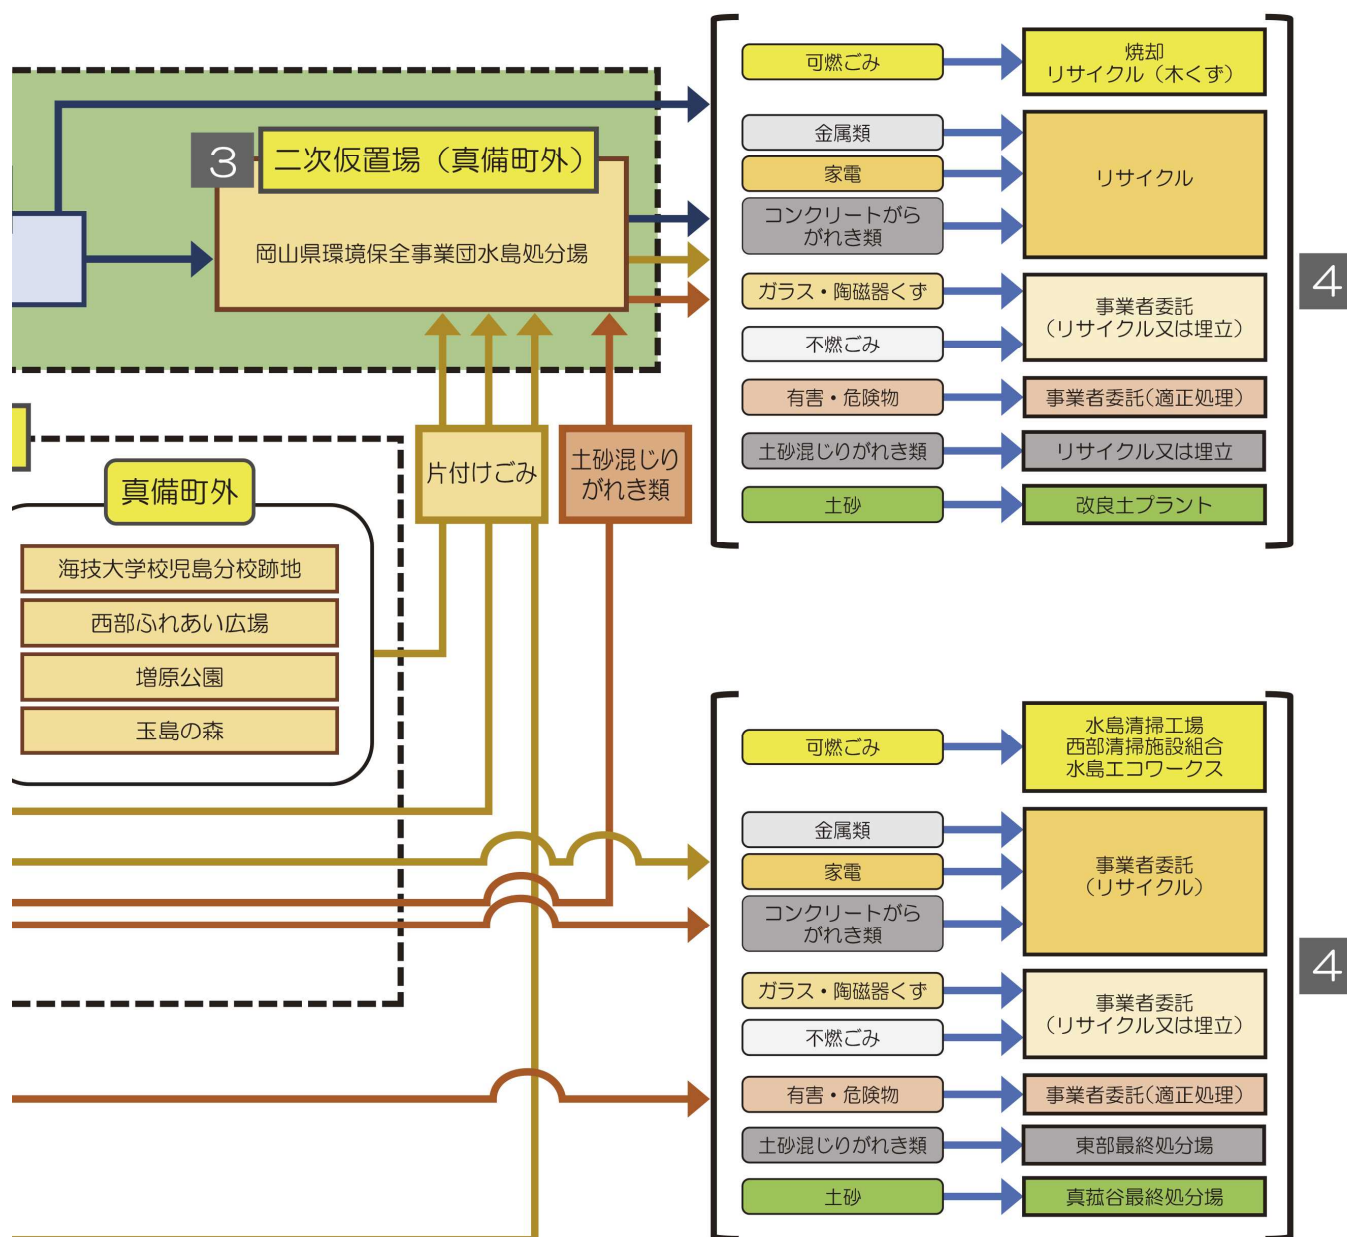 3
二次仮置場（真備町外）
岡山県環境保全事業団水島処分場
片付けごみ
土砂混じり
がれき類
真備町外
海技大学校児島分校跡地
西部ふれあい広場
増原公園
玉島の森
可燃ごみ
焼却
リサイクル（木くず）
金属類
家電
コンクリートがら
がれき類
リサイクル
ガラス・陶磁器くず
不燃ごみ
事業者委託
（リサイクル又は埋立）
有害・危険物
事業者委託（適正処理）
土砂混じりがれき類
リサイクル又は埋立
土砂
改良土プラント
4
可燃ごみ
水島清掃工場
西部清掃施設組合
水島エコワークス
金属類
家電
コンクリートがら
がれき類
事業者委託
（リサイクル）
ガラス・陶磁器くず
不燃ごみ
事業者委託
（リサイクル又は埋立）
有害・危険物
事業者委託（適正処理）
土砂混じりがれき類
東部最終処分場
土砂
真菰谷最終処分場
4